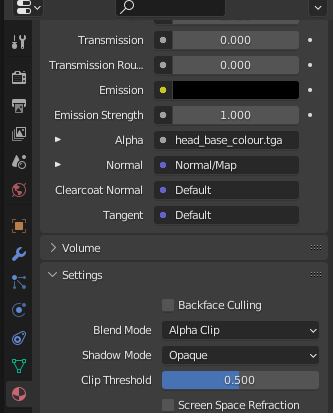 Transmission 0.000
Transmission Rou... 0.000
Emission
Emission Strength 1.000
Alpha head_base_colour.tga
Normal Normal/Map
Clearcoat Normal Default
Tangent Default
Volume
Settings
Backface Culling
Blend Mode Alpha Clip
Shadow Mode Opaque
Clip Threshold 0.500
Screen Space Refraction